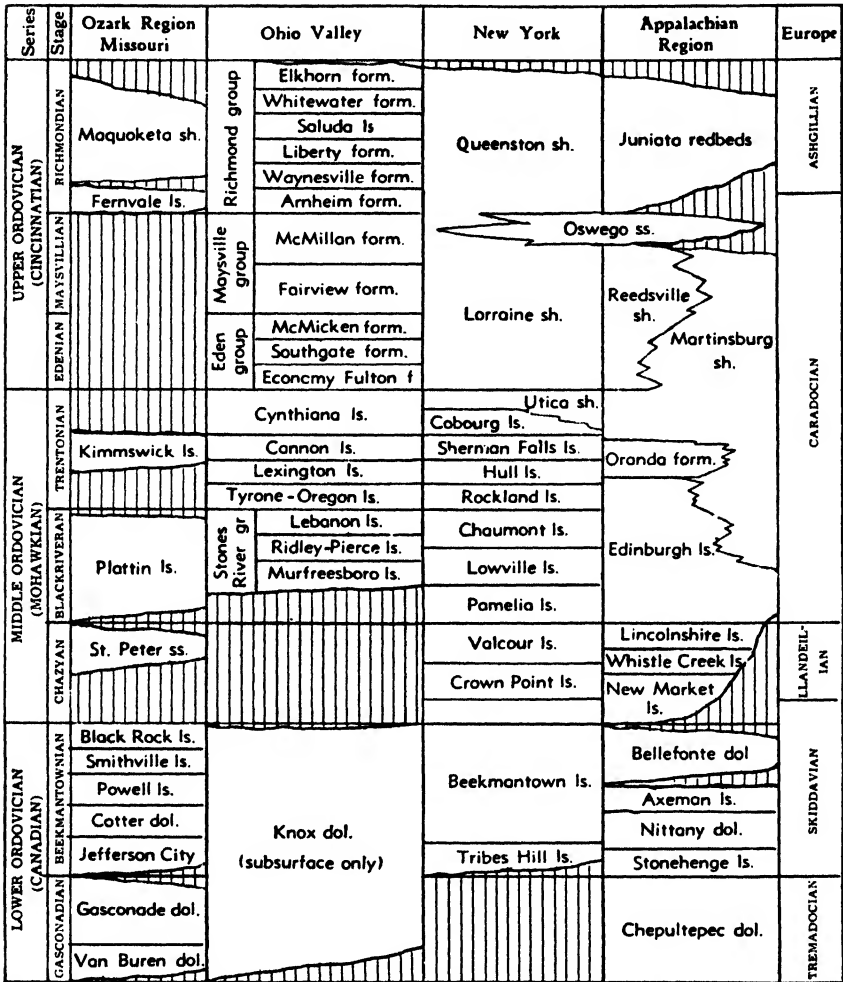 Series
Stage
Ozark Region
Missouri
Ohio Valley
New York
Appalachian
Region
Europe
UPPER ORDOVICIAN
(CINCINNATIAN)
RICHMONDIAN
MAYSVILLIAN
EDENIAN
MIDDLE ORDOVICIAN
(MOHAWKIAN)
TRENTONIAN
BLACKRIVERAN
CHAZYAN
LOWER ORDOVICIAN
(CANADIAN)
BEEKMANTOWNIAN
GASCONADIAN
Maquoketa sh.
Fernvale ls.
Kimmswick ls.
Plattin ls.
St. Peter ss.
Black Rock ls.
Smithville ls.
Powell ls.
Cotter dol.
Jefferson City
Gasconade dol.
Van Buren dol.
Richmond group
Elkhorn form.
Whitewater form.
Saluda ls
Liberty form.
Waynesville form.
Arnheim form.
Maysville
group
McMillan form.
Fairview form.
Eden
group
McMicken form.
Southgate form.
Economy Fulton f
Cynthiana ls.
Cannon ls.
Lexington ls.
Tyrone-Oregon ls.
Stones
River gr
Lebanon ls.
Ridley-Pierce ls.
Murfreesboro ls.
Knox dol.
(subsurface only)
Queenston sh.
Oswego ss.
Lorraine sh.
Utica sh.
Cobourg ls.
Sherman Falls ls.
Hull ls.
Rockland ls.
Chaumont ls.
Lowville ls.
Pamelia ls.
Valcour ls.
Crown Point ls.
Beekmantown ls.
Tribes Hill ls.
Juniata redbeds
Reedsville
sh.
Martinsburg
sh.
Oranda form.
Edinburgh ls.
Lincolnshite ls.
Whistle Creek ls.
New Market
ls.
Bellefonte dol
Axeman ls.
Nittany dol.
Stonehenge ls.
Chepultepec dol.
ASHGILLIAN
CARADOCIAN
LLANDEIL-
IAN
SKIDDAVIAN
TREMADOCIAN